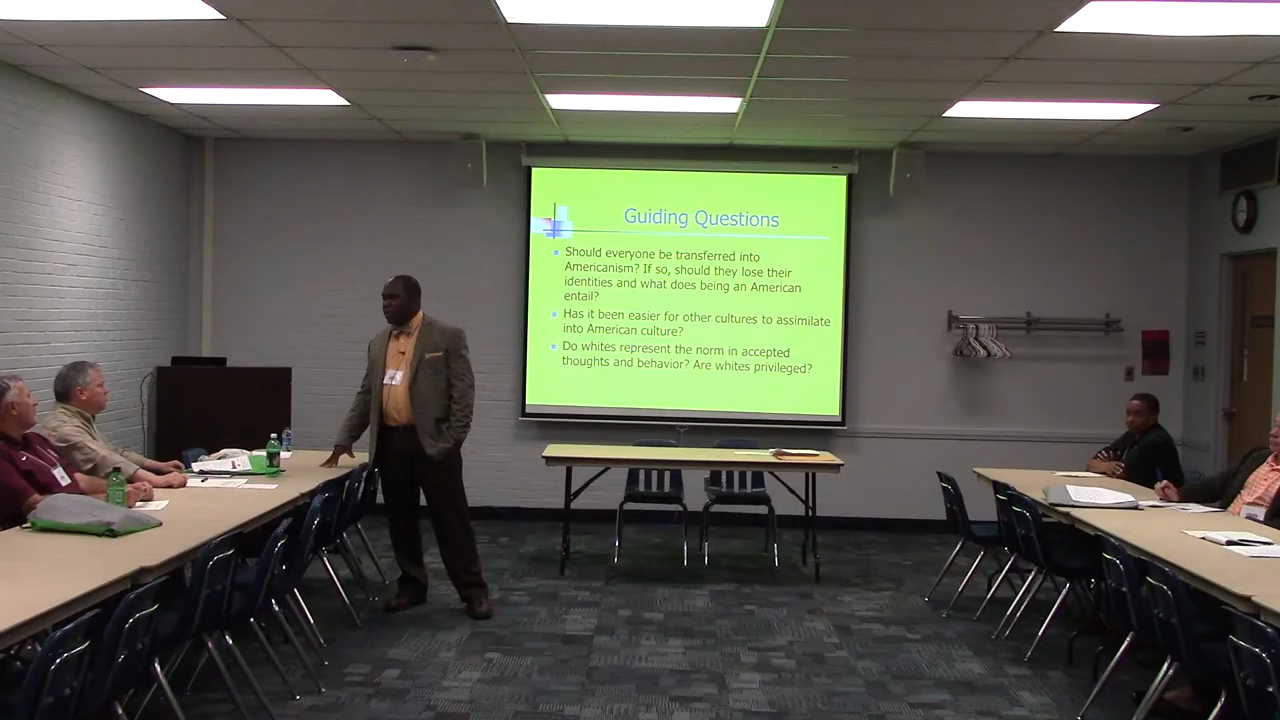 Guiding Questions
Should everyone be transferred into
Americanism? If so, should they lose their
identities and what does being an American
entail?
Has it been easier for other cultures to assimilate
into American culture?
Do whites represent the norm in accepted
thoughts and behavior? Are whites privileged?